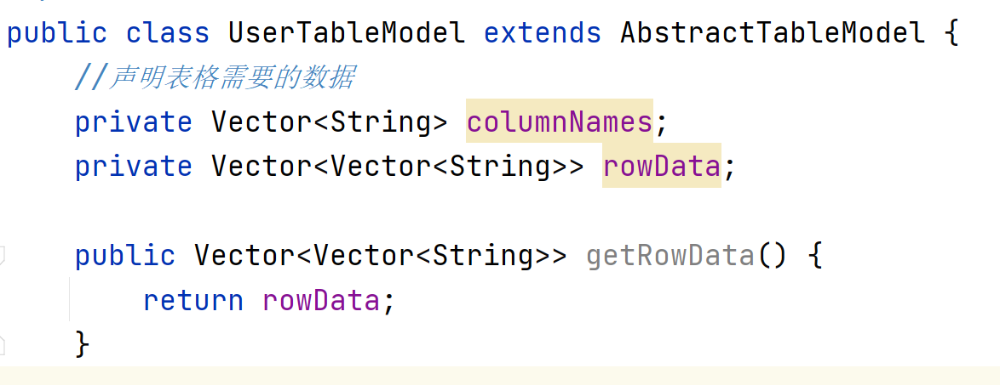 public class UserTableModel extends AbstractTableModel {
//声明表格需要的数据
private Vector<String> columnNames;
private Vector<Vector<String>> rowData;
public Vector<Vector<String>> getRowData() {
return rowData;
}